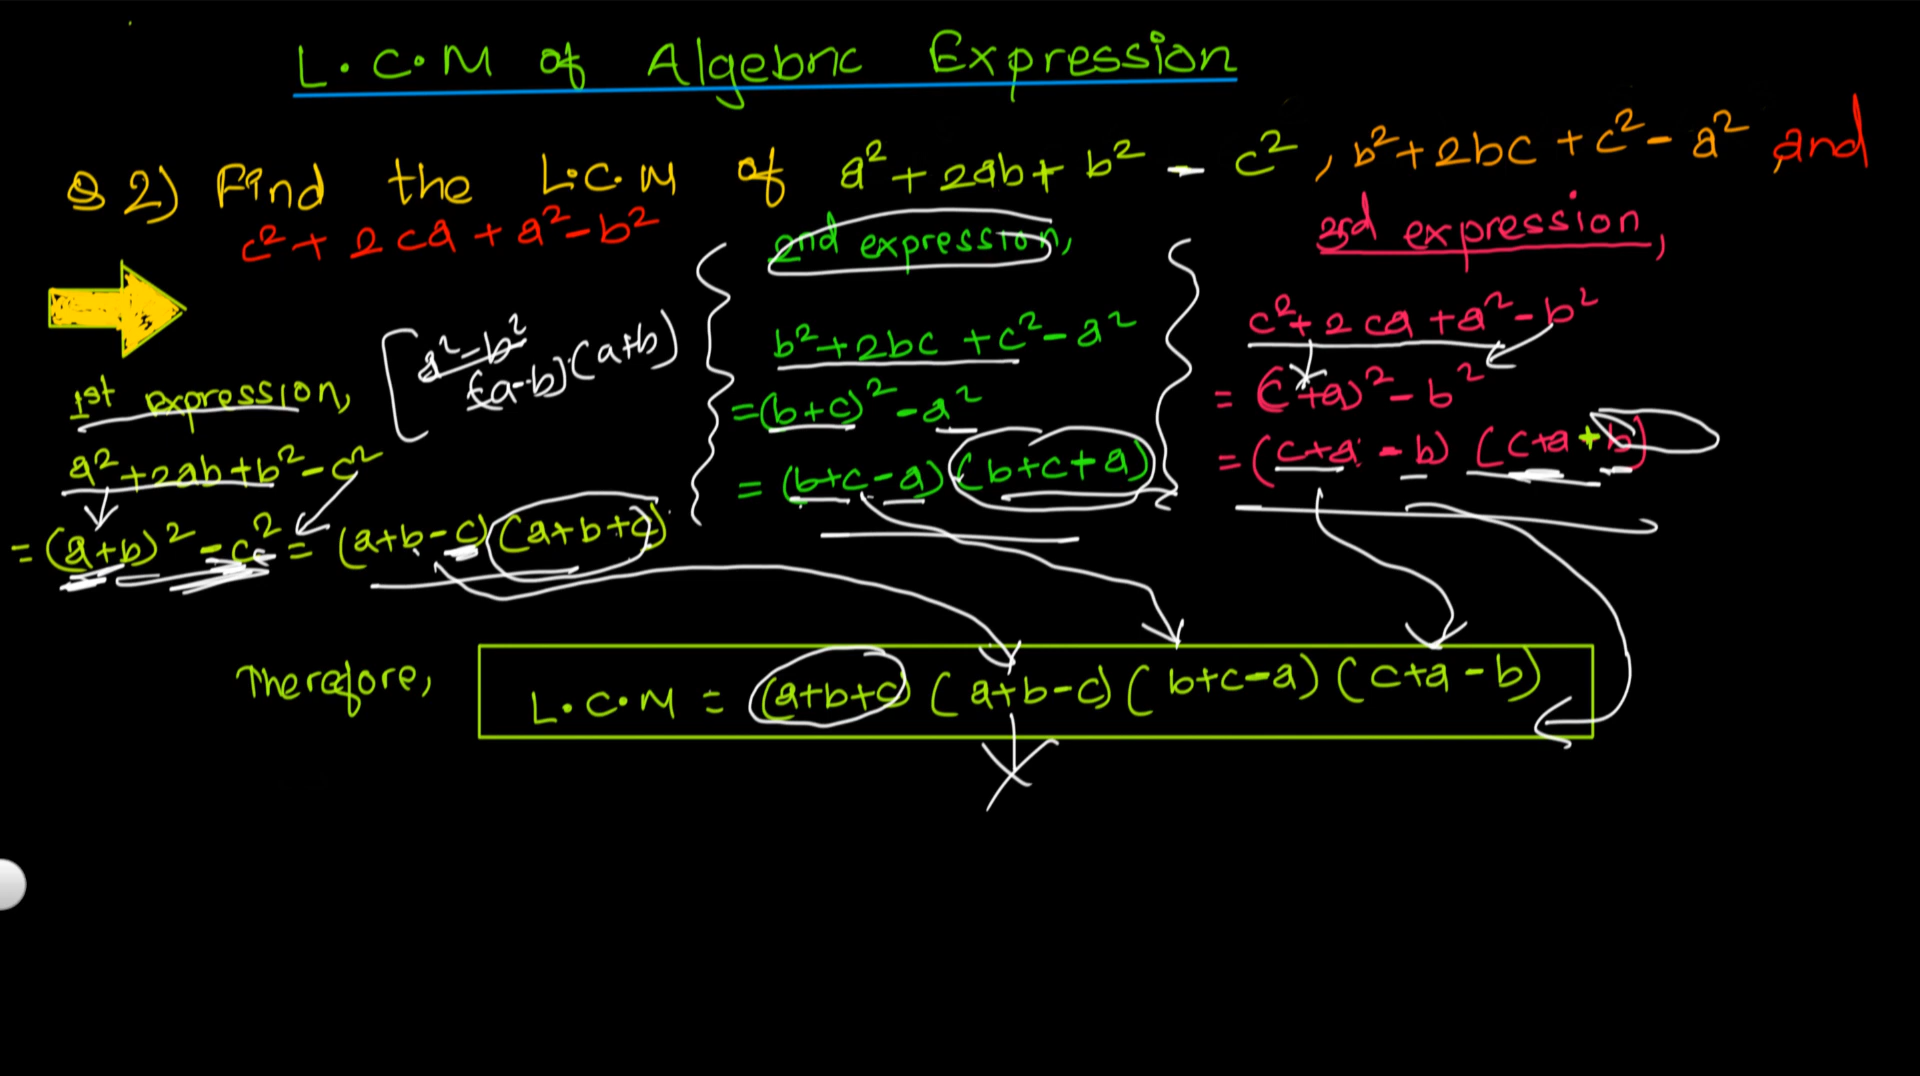 L.C.M of Algebric Expression
Q 2) Find the L.C.M of a²+2ab+b²-c², b²+2bc+c²-a² and
c²+2ca+a²-b²
1st expression,
a²+2ab+b²-c²
=(a+b)²-c² = (a+b-c)(a+b+c)
[a²-b²
(a-b)(a+b)
2nd expression,
b²+2bc+c²-a²
=(b+c)²-a²
=(b+c-a)(b+c+a)
3rd expression,
c²+2ca+a²-b²
=(c+a)²-b²
=(c+a-b)(c+a+b)
Therefore,
L.C.M = (a+b+c)(a+b-c)(b+c-a)(c+a-b)